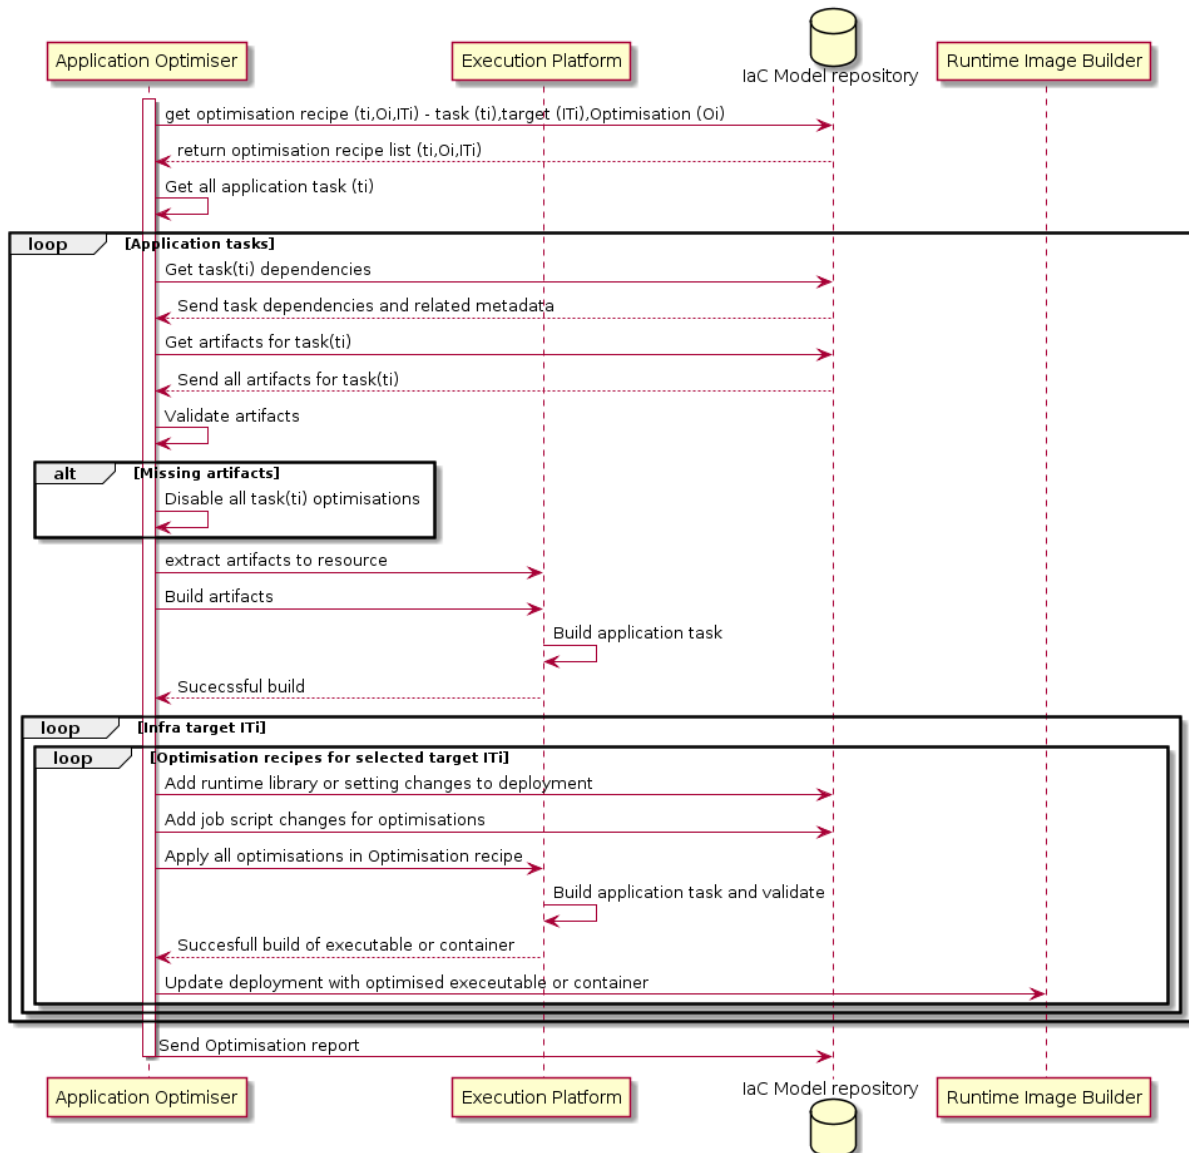 Application Optimiser
Execution Platform
IaC Model repository
Runtime Image Builder
get optimisation recipe (ti,Oi,ITi) - task (ti),target (ITi),Optimisation (Oi)
return optimisation recipe list (ti,Oi,ITi)
Get all application task (ti)
loop [Application tasks]
Get task(ti) dependencies
Send task dependencies and related metadata
Get artifacts for task(ti)
Send all artifacts for task(ti)
Validate artifacts
alt [Missing artifacts]
Disable all task(ti) optimisations
extract artifacts to resource
Build artifacts
Build application task
Sucecssful build
loop [Infra target ITi]
loop [Optimisation recipes for selected target ITi]
Add runtime library or setting changes to deployment
Add job script changes for optimisations
Apply all optimisations in Optimisation recipe
Build application task and validate
Succesfull build of executable or container
Update deployment with optimised exeecutable or container
Send Optimisation report
Application Optimiser
Execution Platform
IaC Model repository
Runtime Image Builder